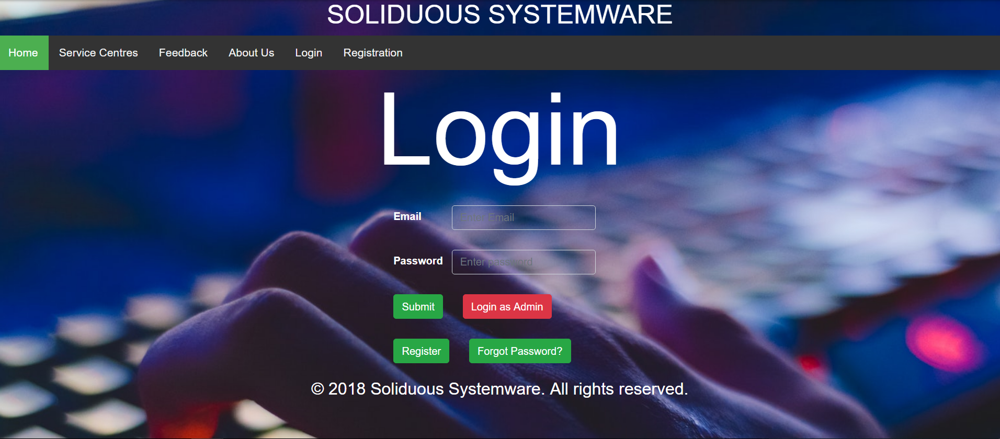 SOLIDUOUS SYSTEMWARE
Home Service Centres Feedback About Us Login Registration
Login
Email Enter Email
Password Enter password
Submit Login as Admin
Register Forgot Password?
© 2018 Soliduous Systemware. All rights reserved.